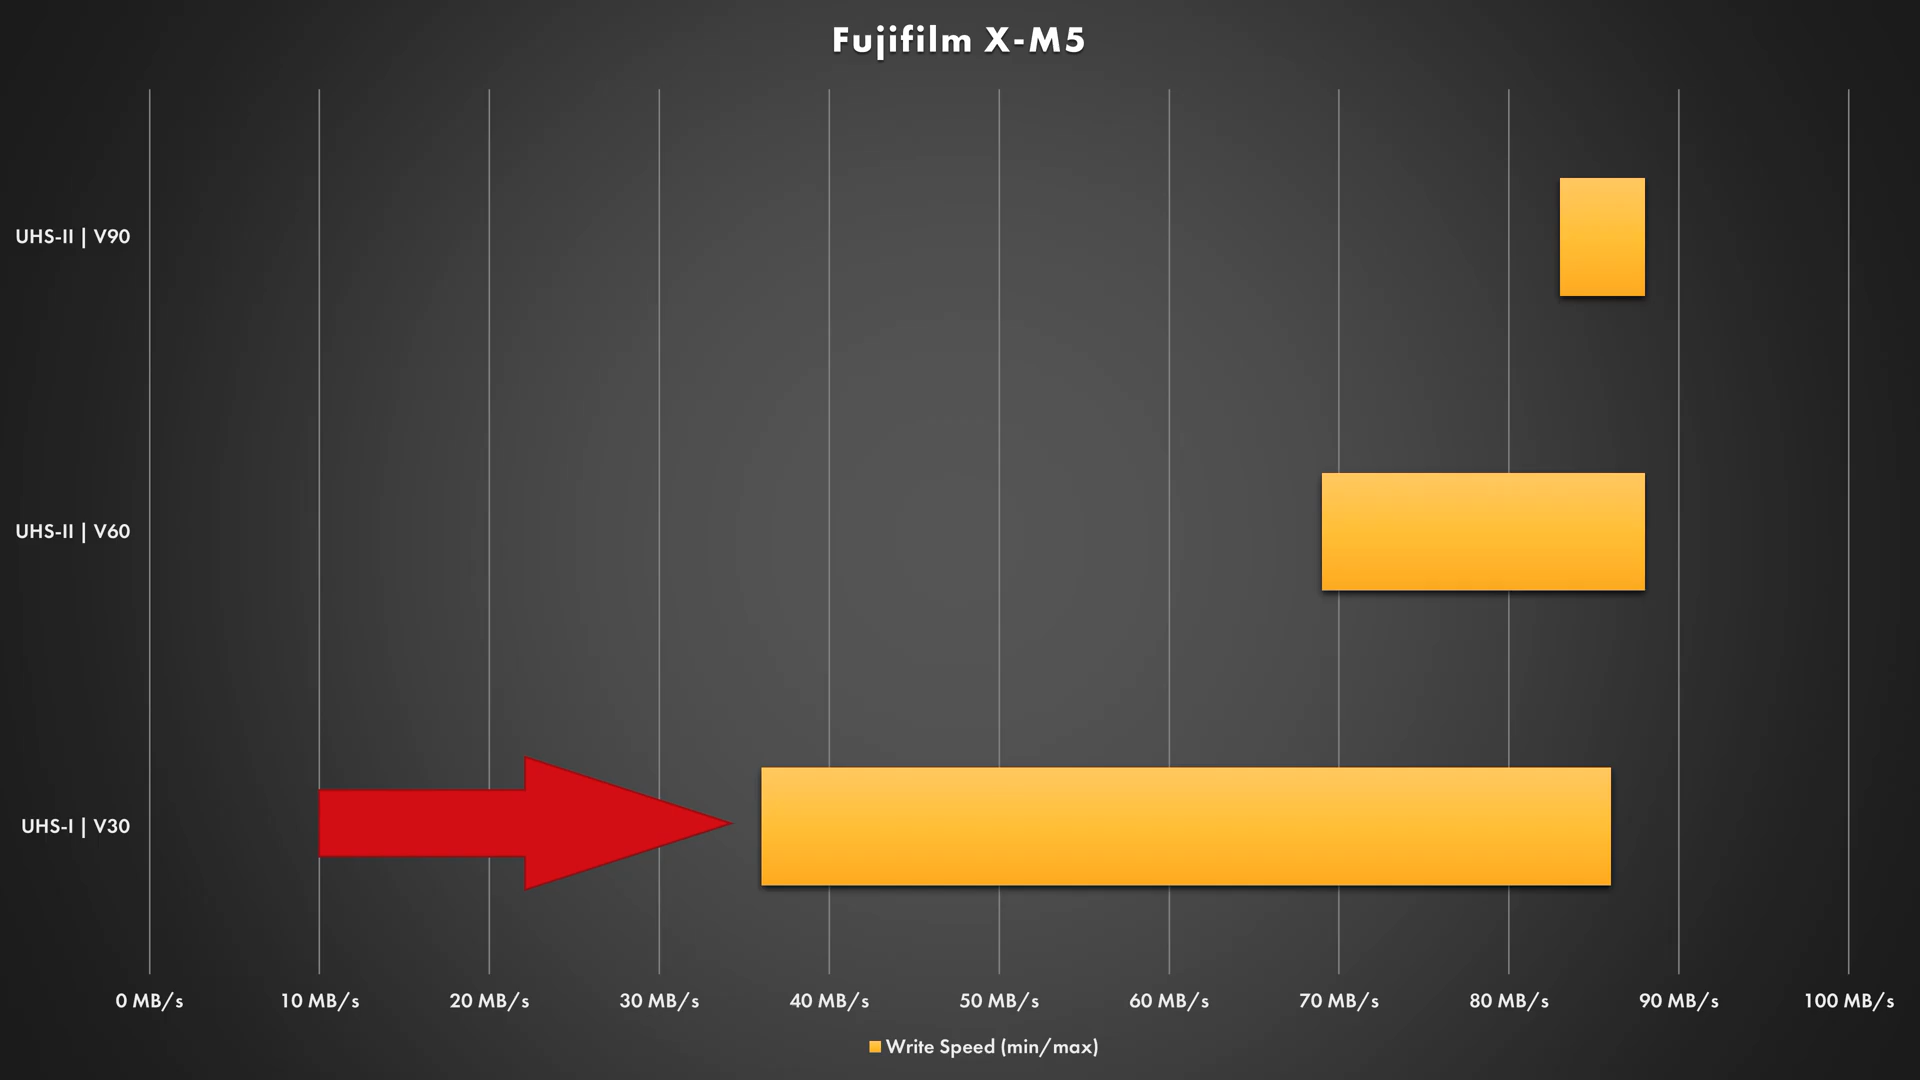 Fujifilm X-M5
UHS-II | V90
UHS-II | V60
UHS-I | V30
0 MB/s 10 MB/s 20 MB/s 30 MB/s 40 MB/s 50 MB/s 60 MB/s 70 MB/s 80 MB/s 90 MB/s 100 MB/s
Write Speed (min/max)